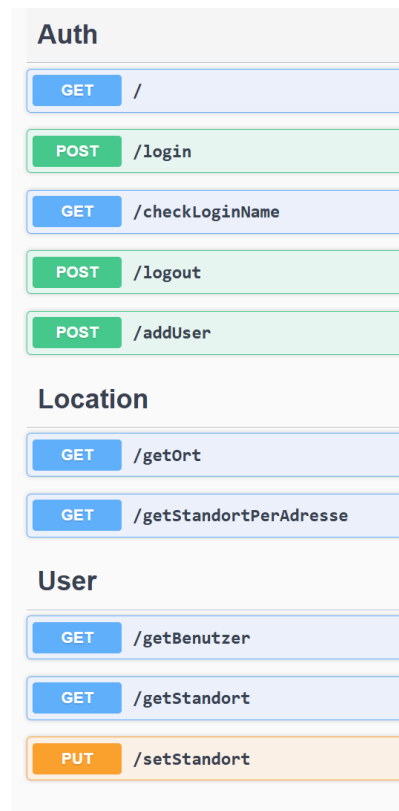 Auth
GET /
POST /login
GET /checkLoginName
POST /logout
POST /addUser
Location
GET /getOrt
GET /getStandortPerAdresse
User
GET /getBenutzer
GET /getStandort
PUT /setStandort